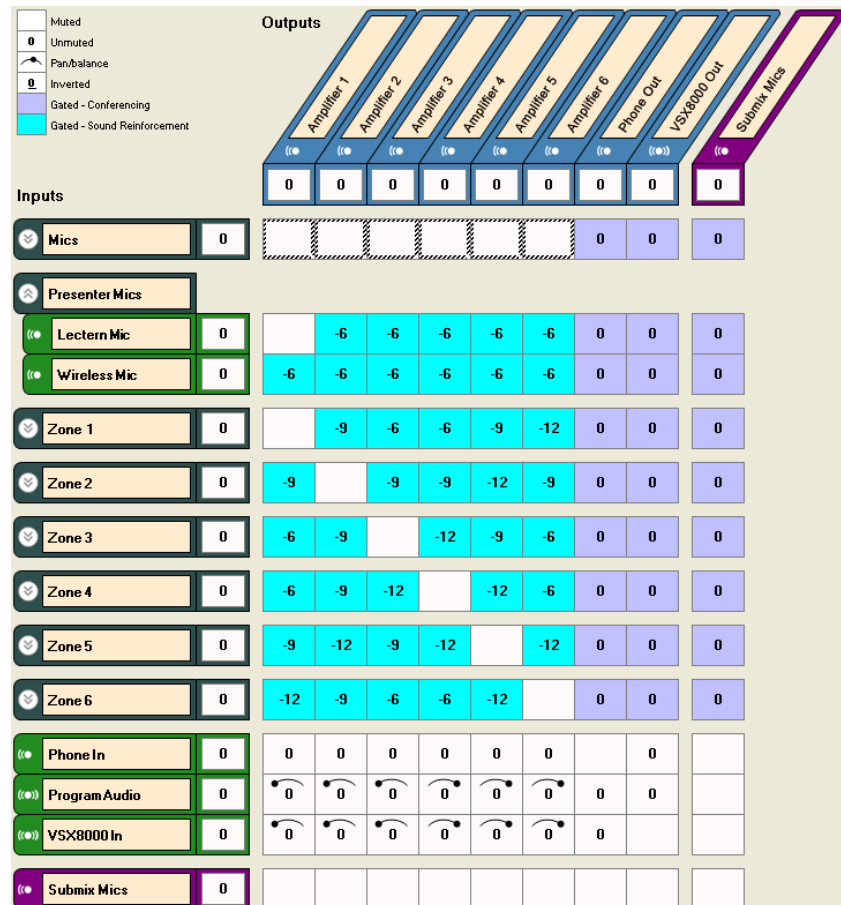 Muted
0 Unmuted
Pan/balance
0 Inverted
Gated - Conferencing
Gated - Sound Reinforcement
Outputs
Amplifier 1
Amplifier 2
Amplifier 3
Amplifier 4
Amplifier 5
Amplifier 6
Phone Out
VSX8000 Out
Submix Mics
0 0 0 0 0 0 0 0 0
Inputs
Mics 0 0 0 0
Presenter Mics
Lectern Mic 0 -6 -6 -6 -6 -6 0 0 0
Wireless Mic 0 -6 -6 -6 -6 -6 -6 0 0 0
Zone 1 0 -9 -6 -6 -9 -12 0 0 0
Zone 2 0 -9 -9 -9 -12 -9 0 0 0
Zone 3 0 -6 -9 -12 -9 -6 0 0 0
Zone 4 0 -6 -9 -12 -12 -6 0 0 0
Zone 5 0 -9 -12 -9 -12 -12 0 0 0
Zone 6 0 -12 -9 -6 -6 -12 0 0 0
Phone In 0 0 0 0 0 0 0 0
Program Audio 0 0 0 0 0 0 0 0 0
VSX8000 In 0 0 0 0 0 0 0 0
Submix Mics 0